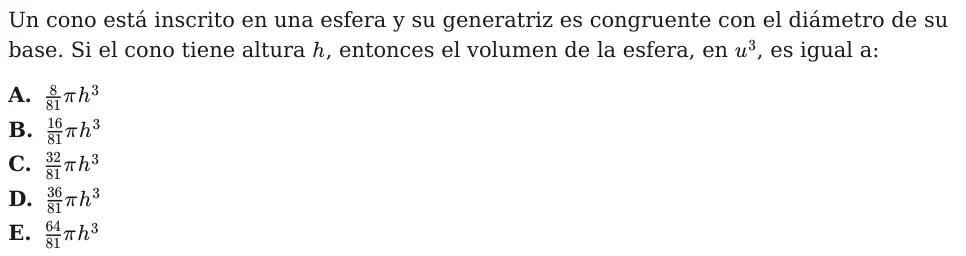 Un cono está inscrito en una esfera y su generatriz es congruente con el diámetro de su
base. Si el cono tiene altura h, entonces el volumen de la esfera, en u³, es igual a:
A. 8/81 πh³
B. 16/81 πh³
C. 32/81 πh³
D. 36/81 πh³
E. 64/81 πh³